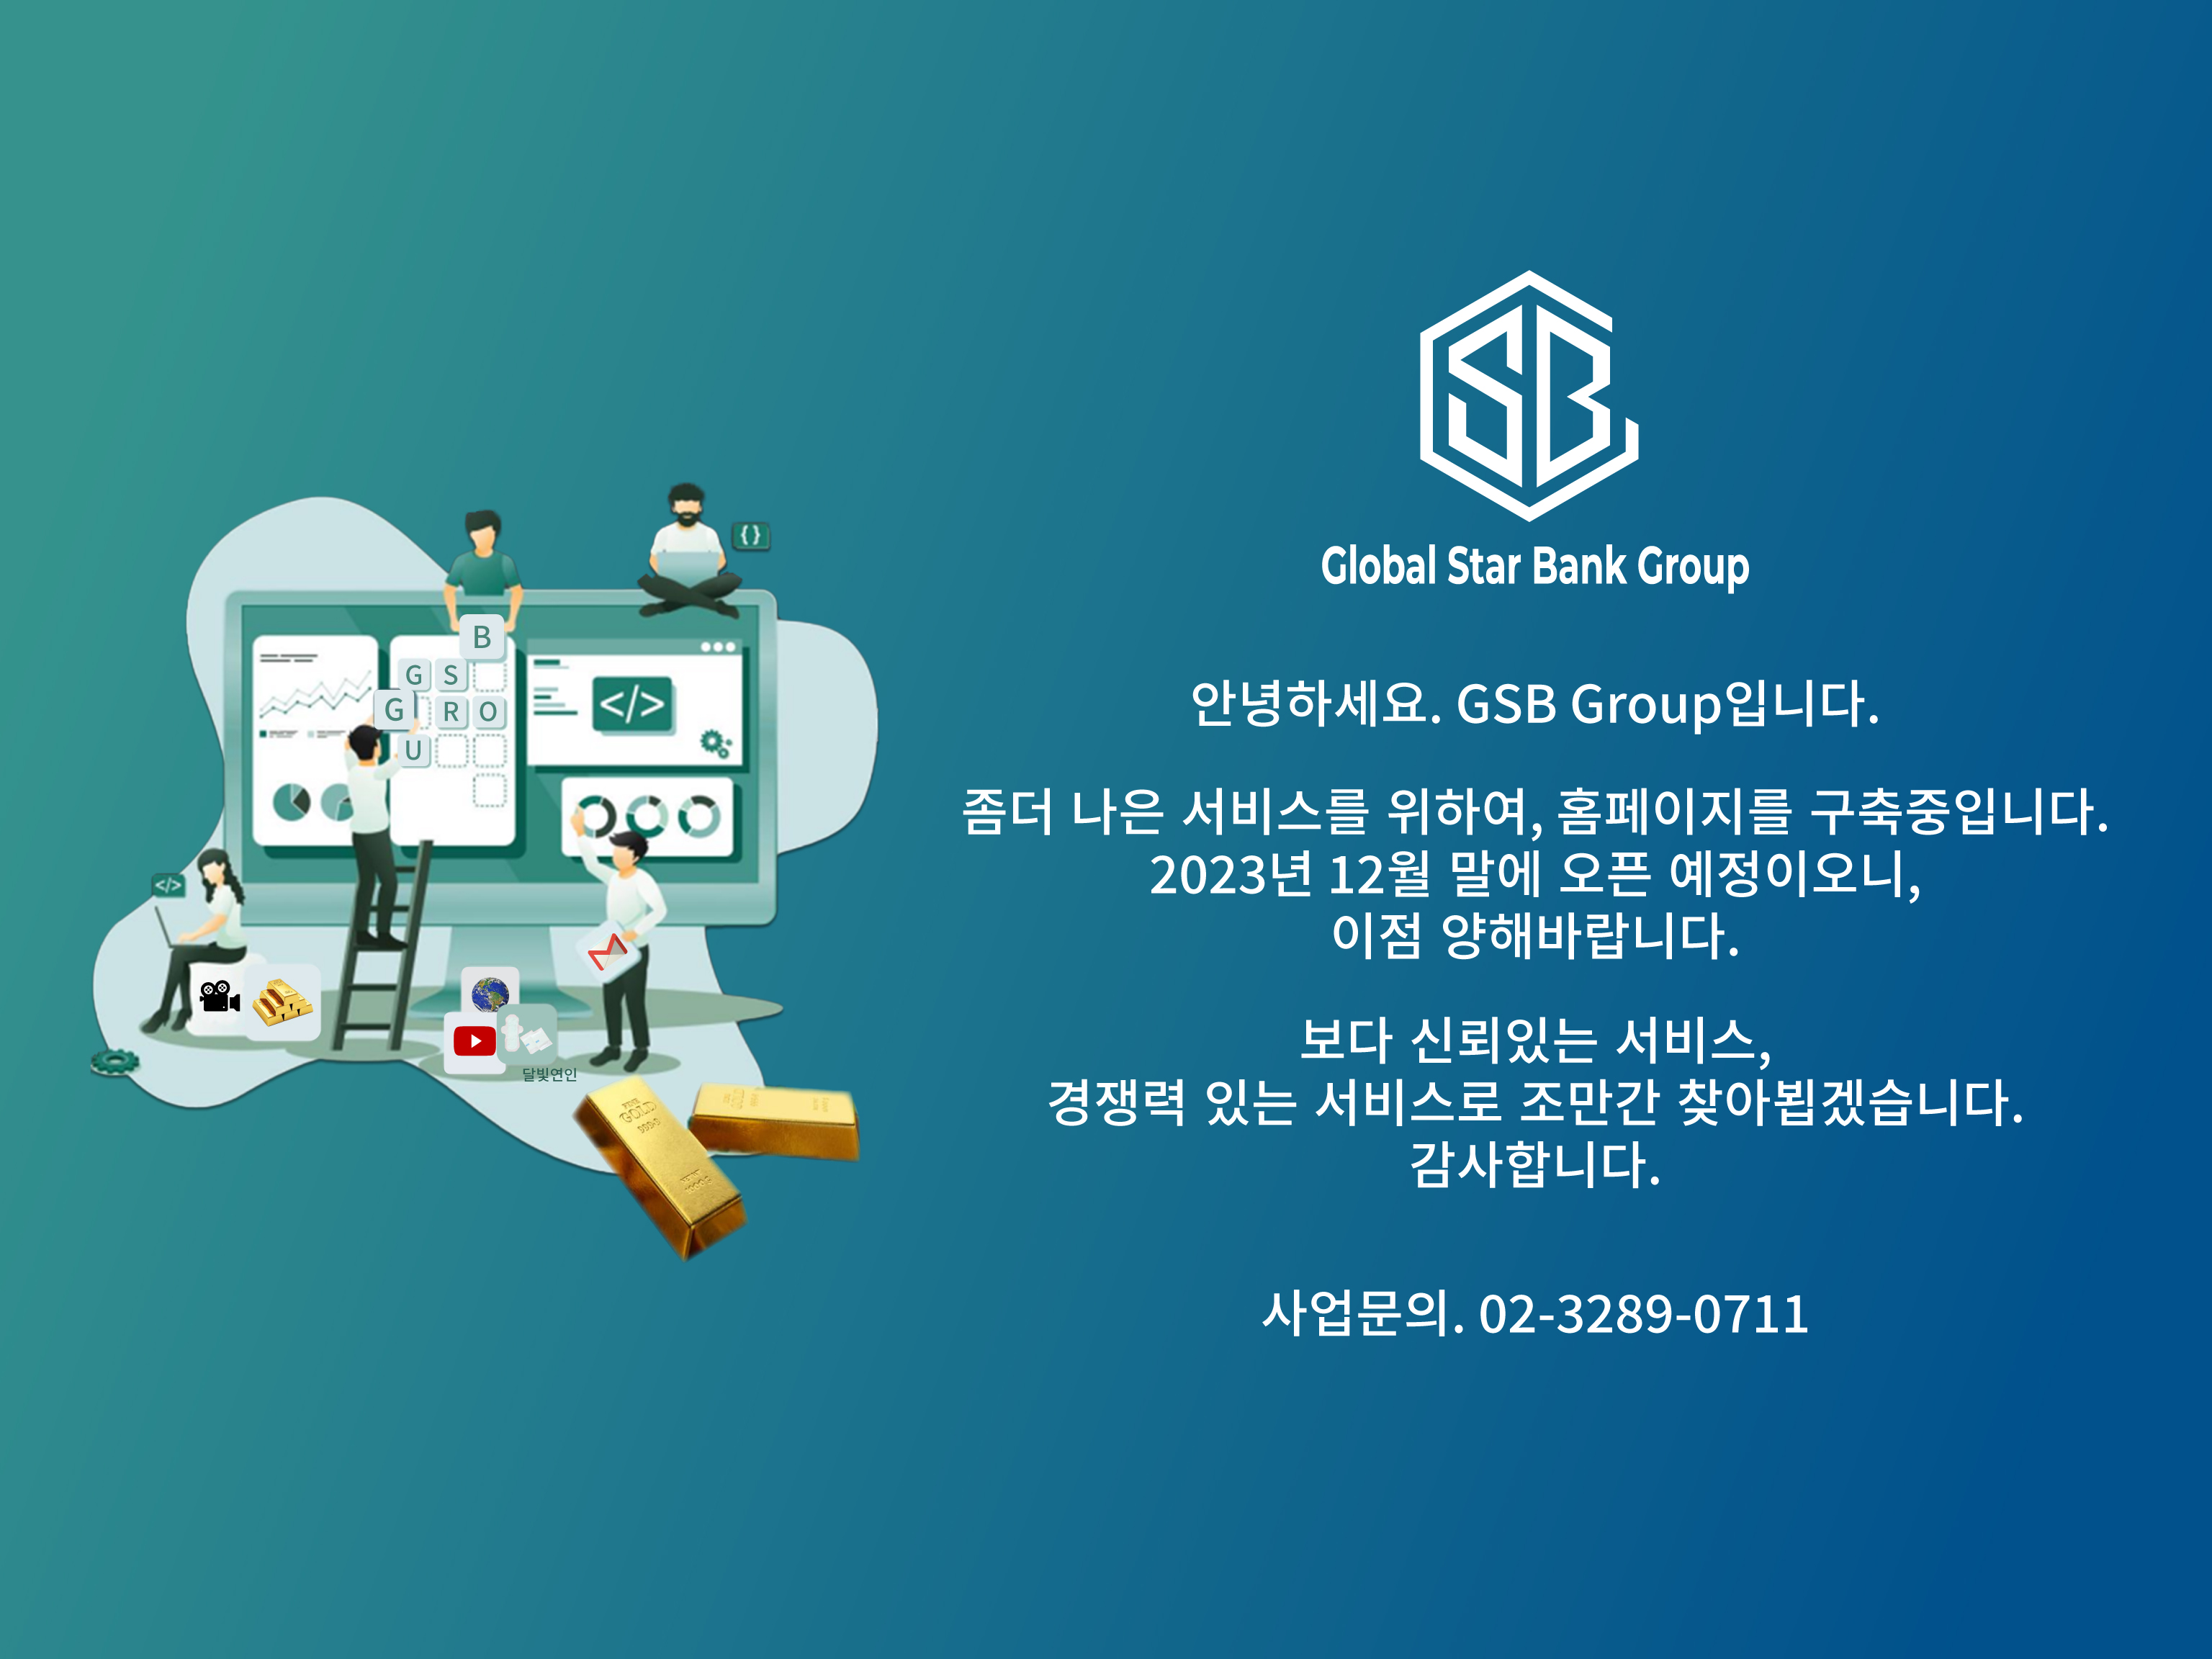 Global Star Bank Group
안녕하세요. GSB Group입니다.
좀더 나은 서비스를 위하여, 홈페이지를 구축중입니다.
2023년 12월 말에 오픈 예정이오니,
이점 양해바랍니다.
보다 신뢰있는 서비스,
경쟁력 있는 서비스로 조만간 찾아뵙겠습니다.
감사합니다.
사업문의. 02-3289-0711
{ }
B
G S
G R O
U
</>
</>
달빛연인
GOLD